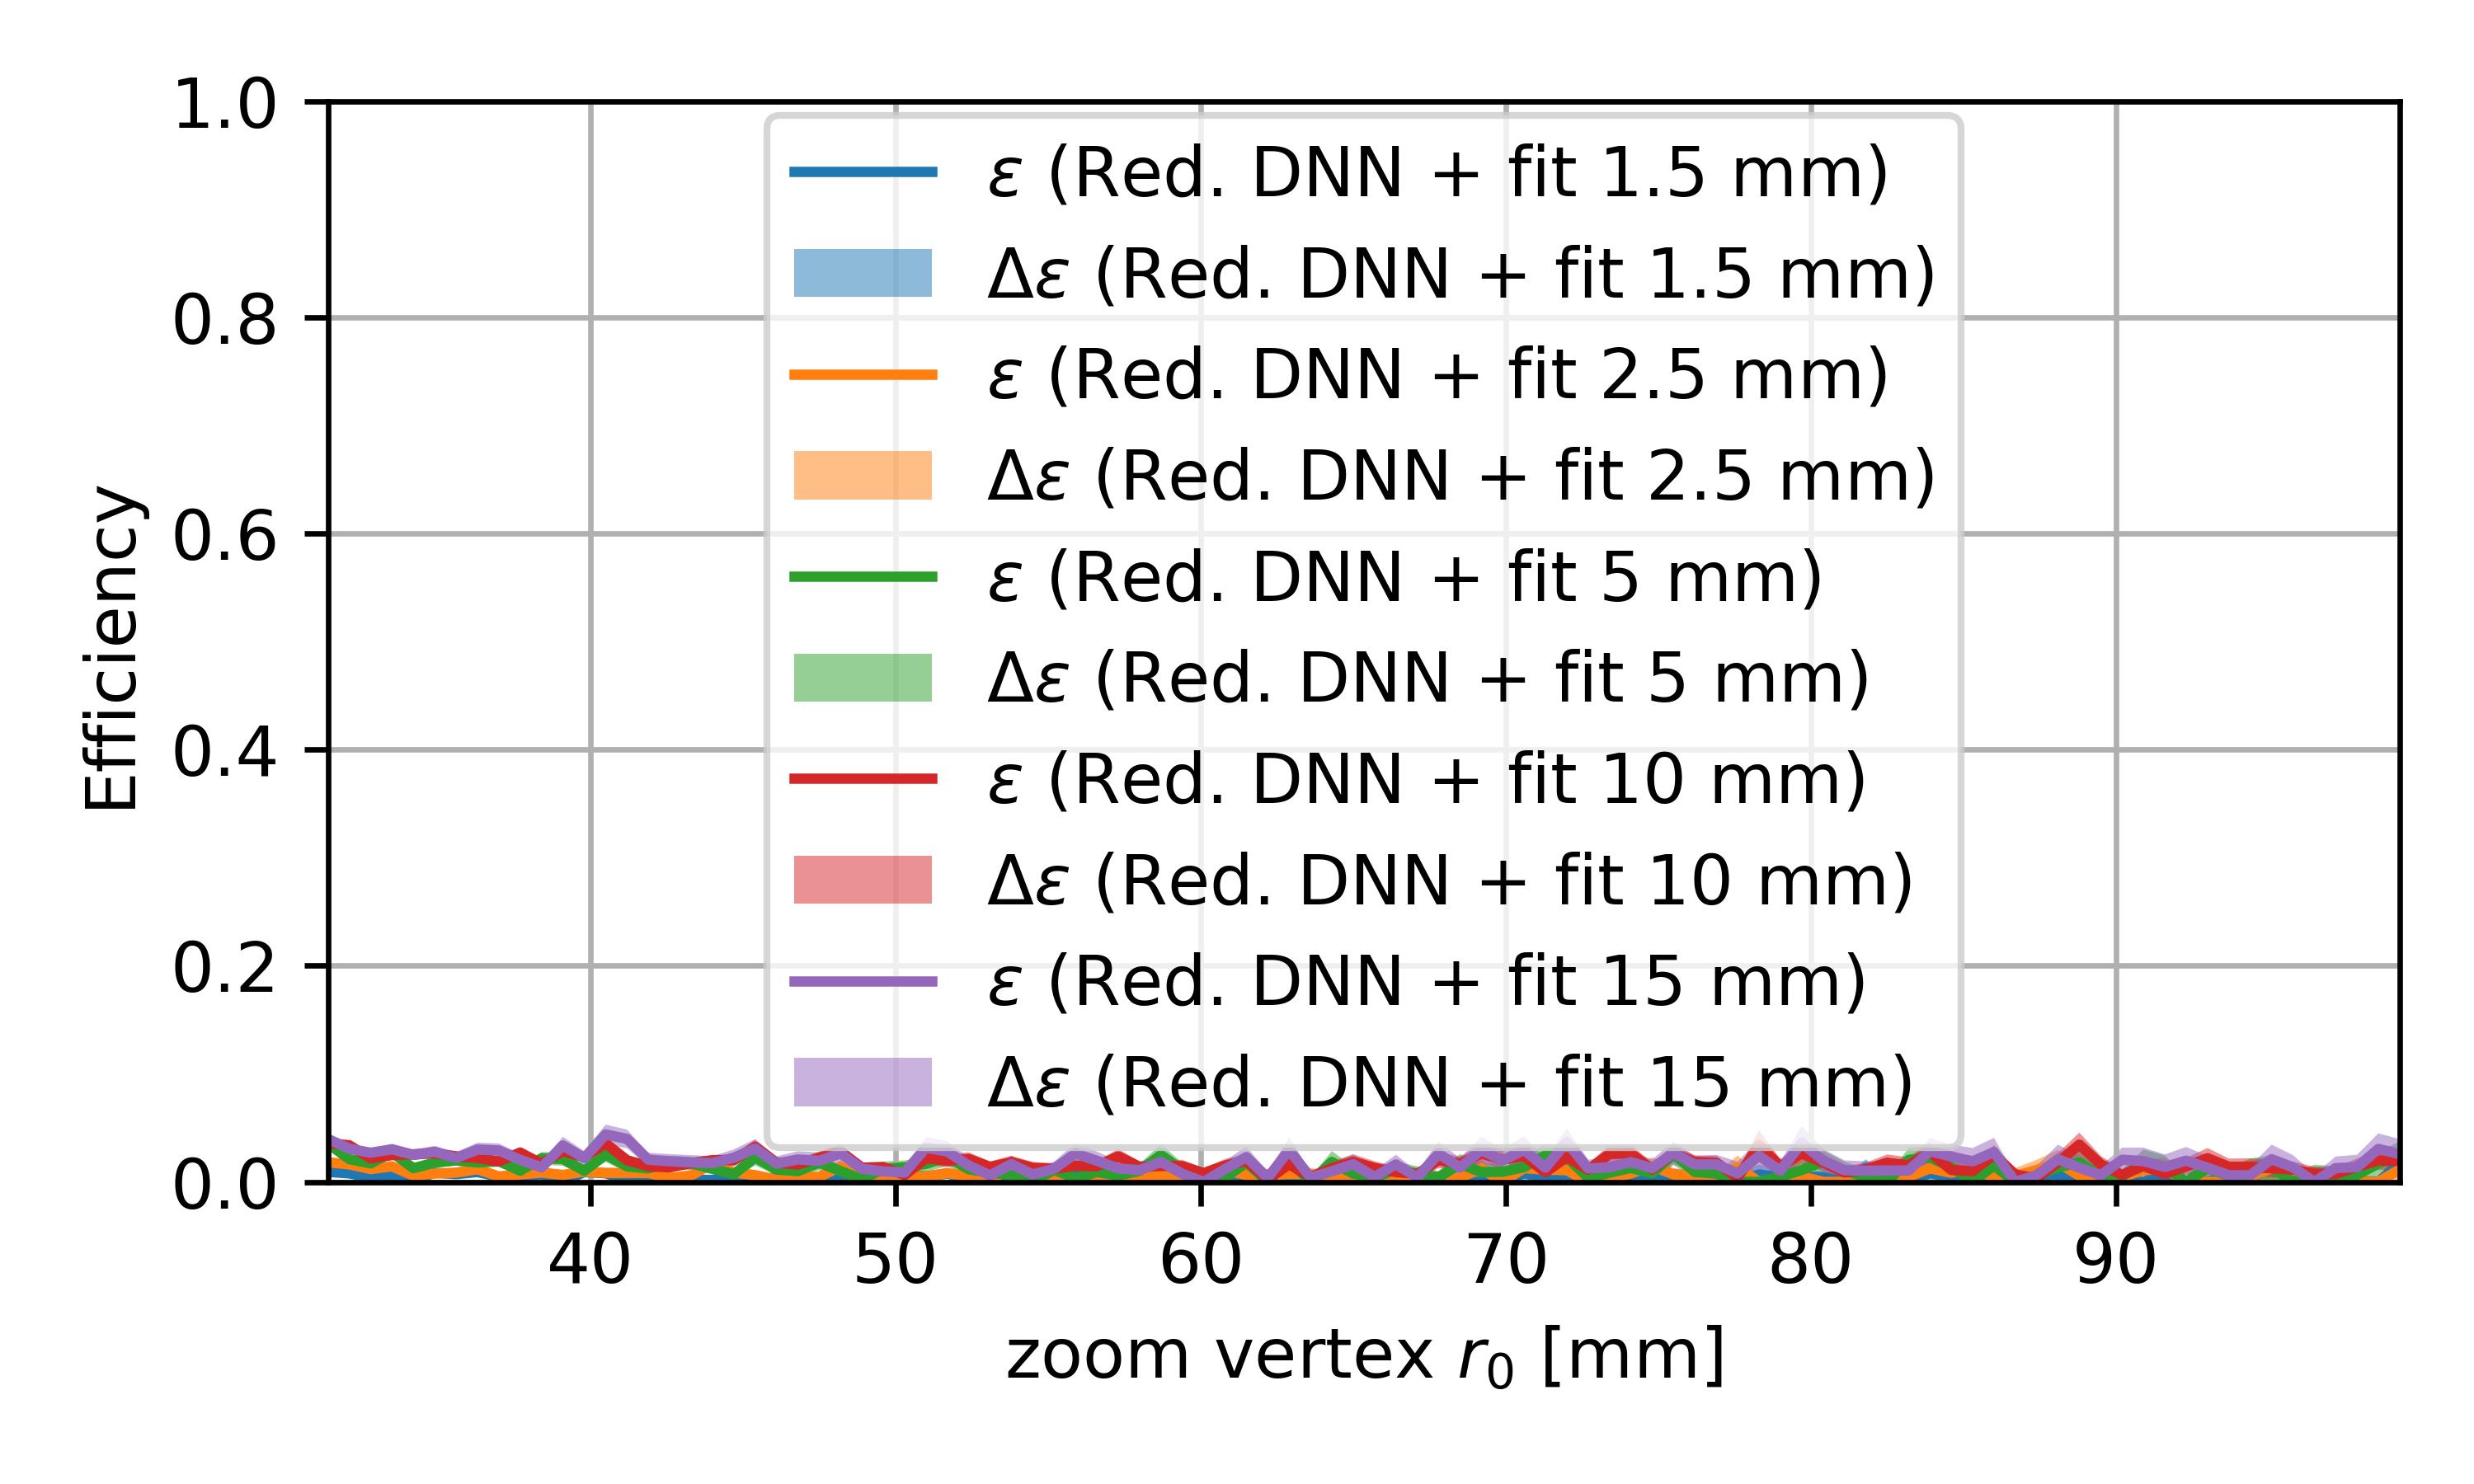 1.0
0.8
0.6
0.4
0.2
0.0
Efficiency
ε (Red. DNN + fit 1.5 mm)
Δε (Red. DNN + fit 1.5 mm)
ε (Red. DNN + fit 2.5 mm)
Δε (Red. DNN + fit 2.5 mm)
ε (Red. DNN + fit 5 mm)
Δε (Red. DNN + fit 5 mm)
ε (Red. DNN + fit 10 mm)
Δε (Red. DNN + fit 10 mm)
ε (Red. DNN + fit 15 mm)
Δε (Red. DNN + fit 15 mm)
40 50 60 70 80 90
zoom vertex r₀ [mm]